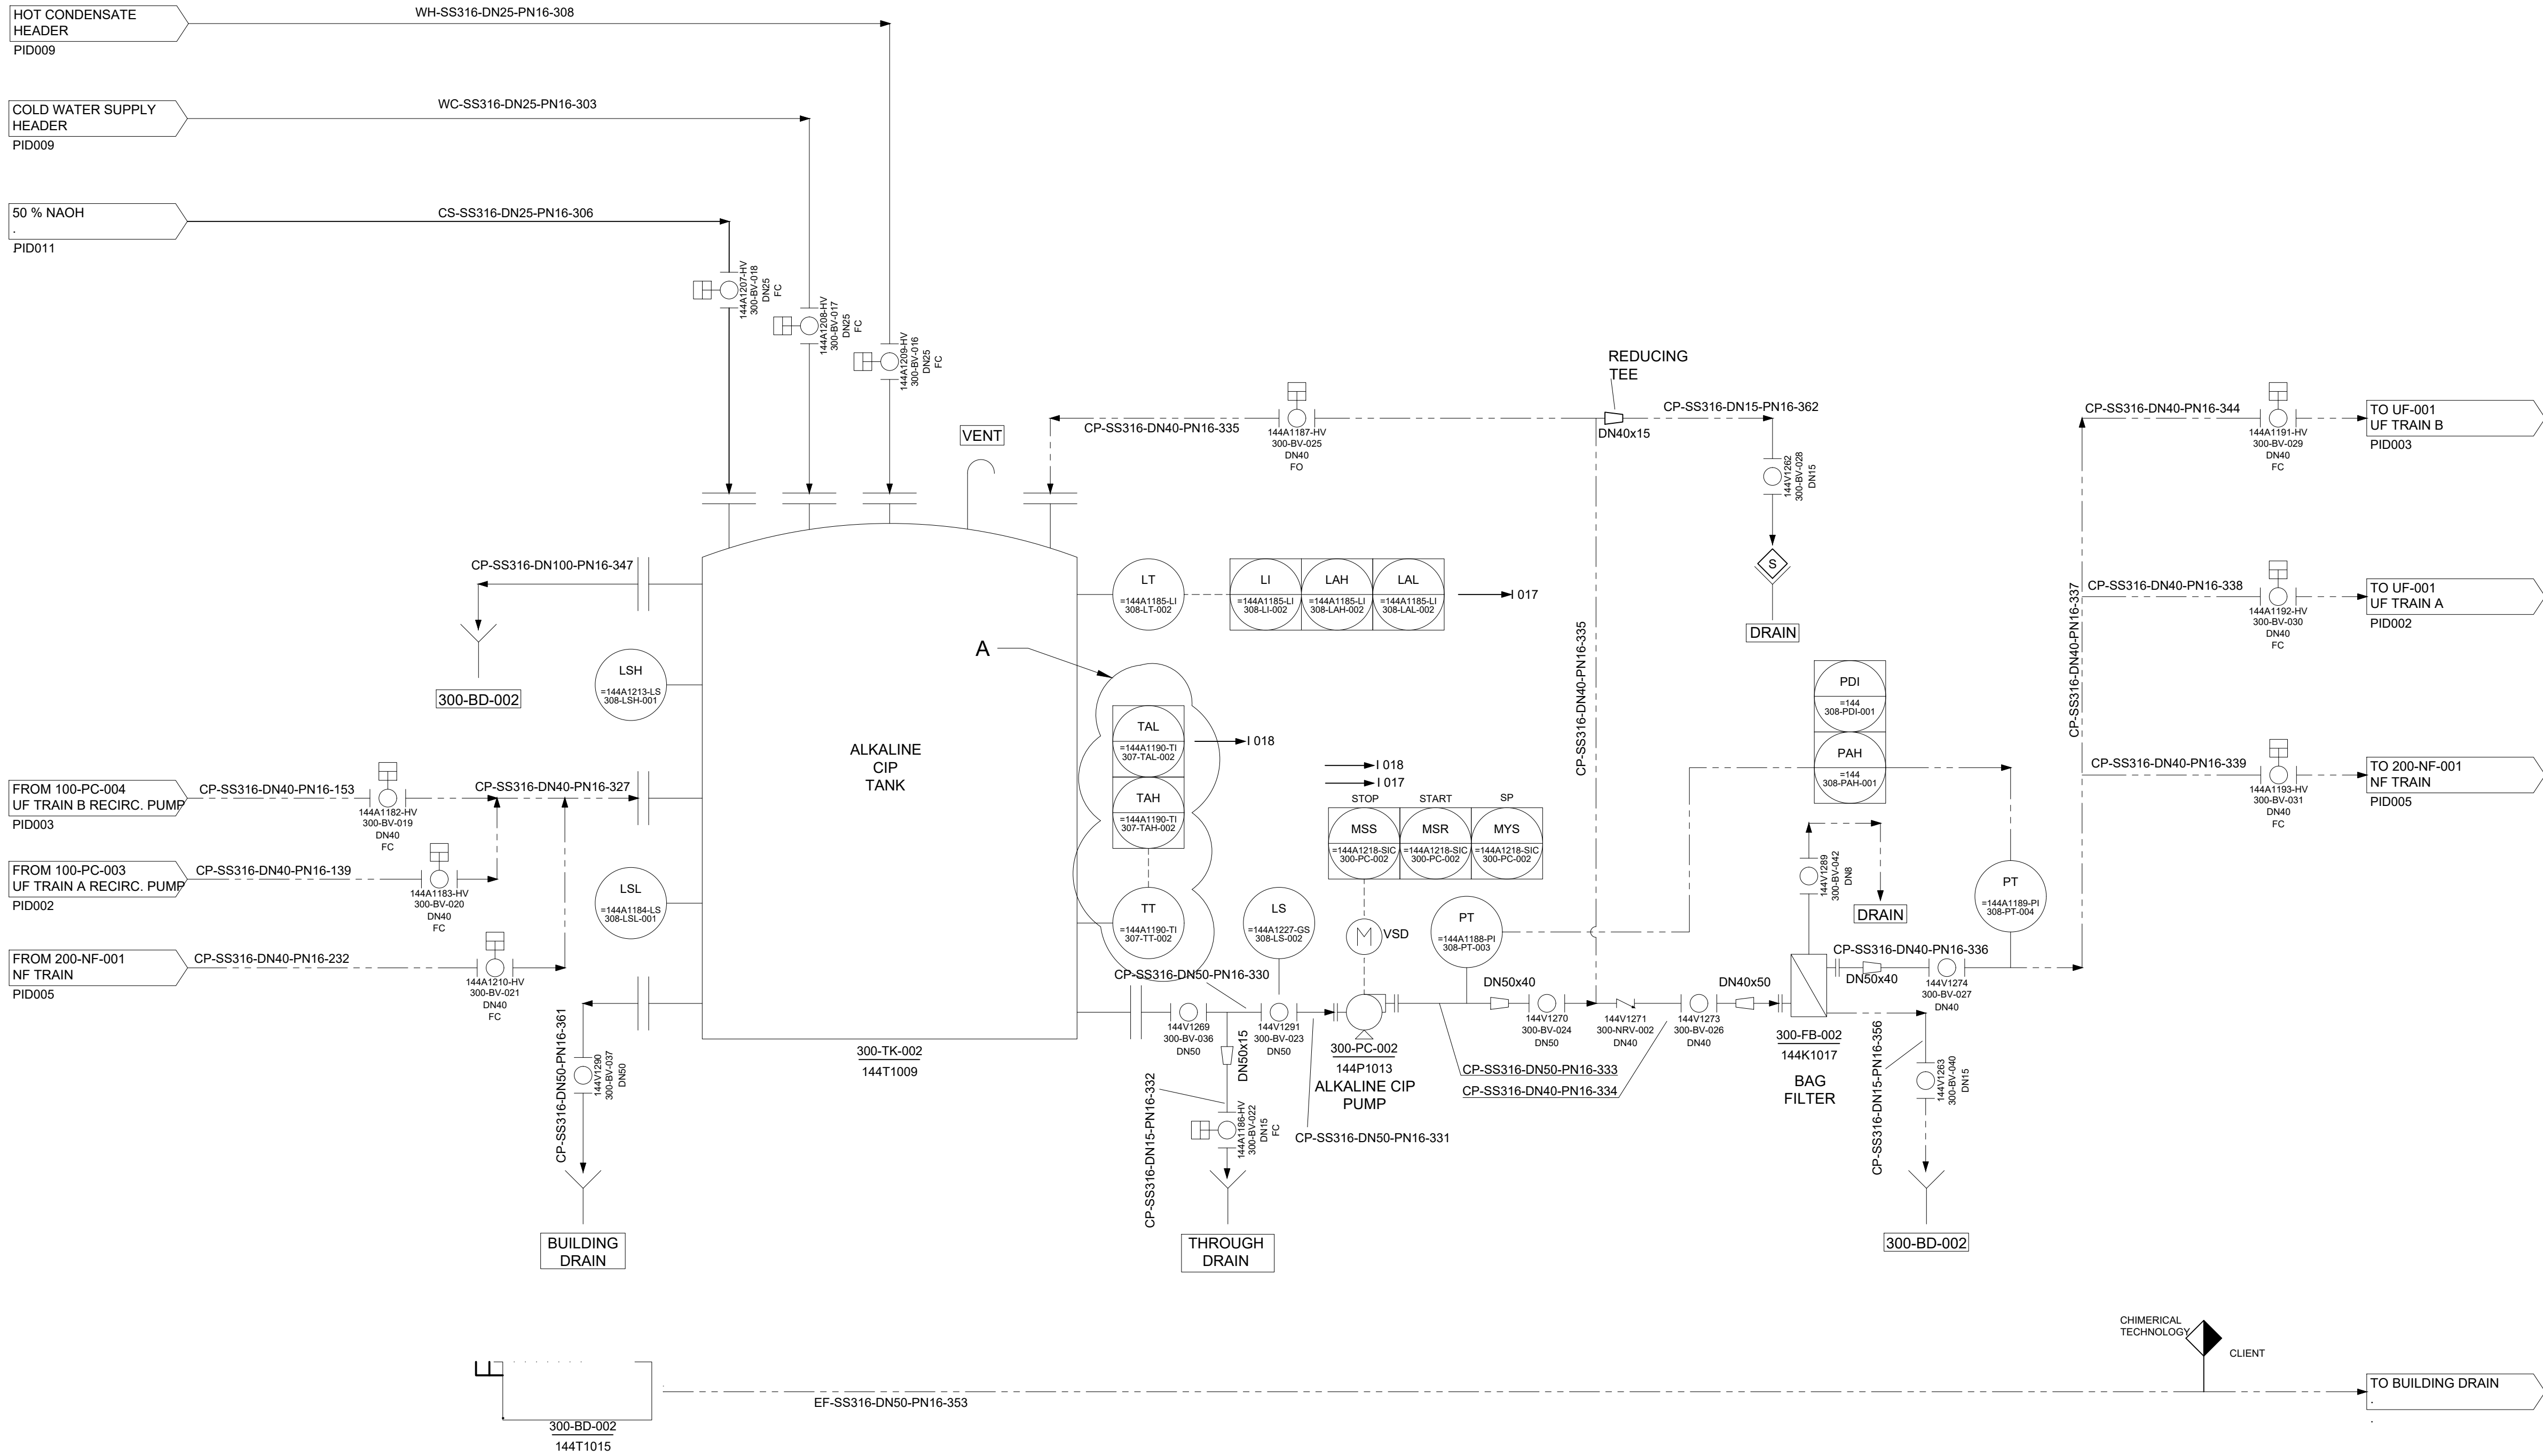 HOT CONDENSATE
HEADER
PID009
WH-SS316-DN25-PN16-308
COLD WATER SUPPLY
HEADER
PID009
WC-SS316-DN25-PN16-303
50 % NAOH
.
PID011
CS-SS316-DN25-PN16-306
144A1207-HV
300-BV-018
DN25
FC
144A1208-HV
300-BV-017
DN25
FC
144A1209-HV
300-BV-016
DN25
FC
VENT
CP-SS316-DN40-PN16-335
144A1187-HV
300-BV-025
DN40
FO
REDUCING
TEE
DN40x15
CP-SS316-DN15-PN16-362
144V1262
300-BV-028
DN15
S
DRAIN
CP-SS316-DN40-PN16-344
144A1191-HV
300-BV-029
DN40
FC
TO UF-001
UF TRAIN B
PID003
CP-SS316-DN40-PN16-338
144A1192-HV
300-BV-030
DN40
FC
TO UF-001
UF TRAIN A
PID002
CP-SS316-DN40-PN16-339
144A1193-HV
300-BV-031
DN40
FC
TO 200-NF-001
NF TRAIN
PID005
CP-SS316-DN40-PN16-337
CP-SS316-DN100-PN16-347
300-BD-002
LSH
=144A1213-LS
308-LSH-001
LSL
=144A1184-LS
308-LSL-001
FROM 100-PC-004
UF TRAIN B RECIRC. PUMP
PID003
CP-SS316-DN40-PN16-153
144A1182-HV
300-BV-019
DN40
FC
CP-SS316-DN40-PN16-327
FROM 100-PC-003
UF TRAIN A RECIRC. PUMP
PID002
CP-SS316-DN40-PN16-139
144A1183-HV
300-BV-020
DN40
FC
FROM 200-NF-001
NF TRAIN
PID005
CP-SS316-DN40-PN16-232
144A1210-HV
300-BV-021
DN40
FC
CP-SS316-DN50-PN16-361
144V1290
300-BV-037
DN50
BUILDING
DRAIN
ALKALINE
CIP
TANK
300-TK-002
144T1009
LT
=144A1185-LI
308-LT-002
LI
=144A1185-LI
308-LI-002
LAH
=144A1185-LI
308-LAH-002
LAL
=144A1185-LI
308-LAL-002
I 017
A
TAL
=144A1190-TI
307-TAL-002
I 018
TAH
=144A1190-TI
307-TAH-002
TT
=144A1190-TI
307-TT-002
LS
=144A1227-GS
308-LS-002
I 018
I 017
STOP
START
SP
MSS
=144A1218-SIC
300-PC-002
MSR
=144A1218-SIC
300-PC-002
MYS
=144A1218-SIC
300-PC-002
M
VSD
PT
=144A1188-PI
308-PT-003
CP-SS316-DN40-PN16-335
PDI
=144
308-PDI-001
PAH
=144
308-PAH-001
PT
=144A1189-PI
308-PT-004
144V1289
300-BV-042
DN8
DRAIN
CP-SS316-DN50-PN16-330
144V1269
300-BV-036
DN50
144V1291
300-BV-023
DN50
DN50x15
CP-SS316-DN15-PN16-332
144A1186-HV
300-BV-022
DN15
FC
THROUGH
DRAIN
CP-SS316-DN50-PN16-331
300-PC-002
144P1013
ALKALINE CIP
PUMP
DN50x40
144V1270
300-BV-024
DN50
144V1271
300-NRV-002
DN40
144V1273
300-BV-026
DN40
DN40x50
CP-SS316-DN50-PN16-333
CP-SS316-DN40-PN16-334
300-FB-002
144K1017
BAG
FILTER
CP-SS316-DN40-PN16-336
DN50x40
144V1274
300-BV-027
DN40
CP-SS316-DN15-PN16-356
144V1263
300-BV-040
DN15
300-BD-002
300-BD-002
144T1015
EF-SS316-DN50-PN16-353
CHIMERICAL
TECHNOLOGY
CLIENT
TO BUILDING DRAIN
.
.